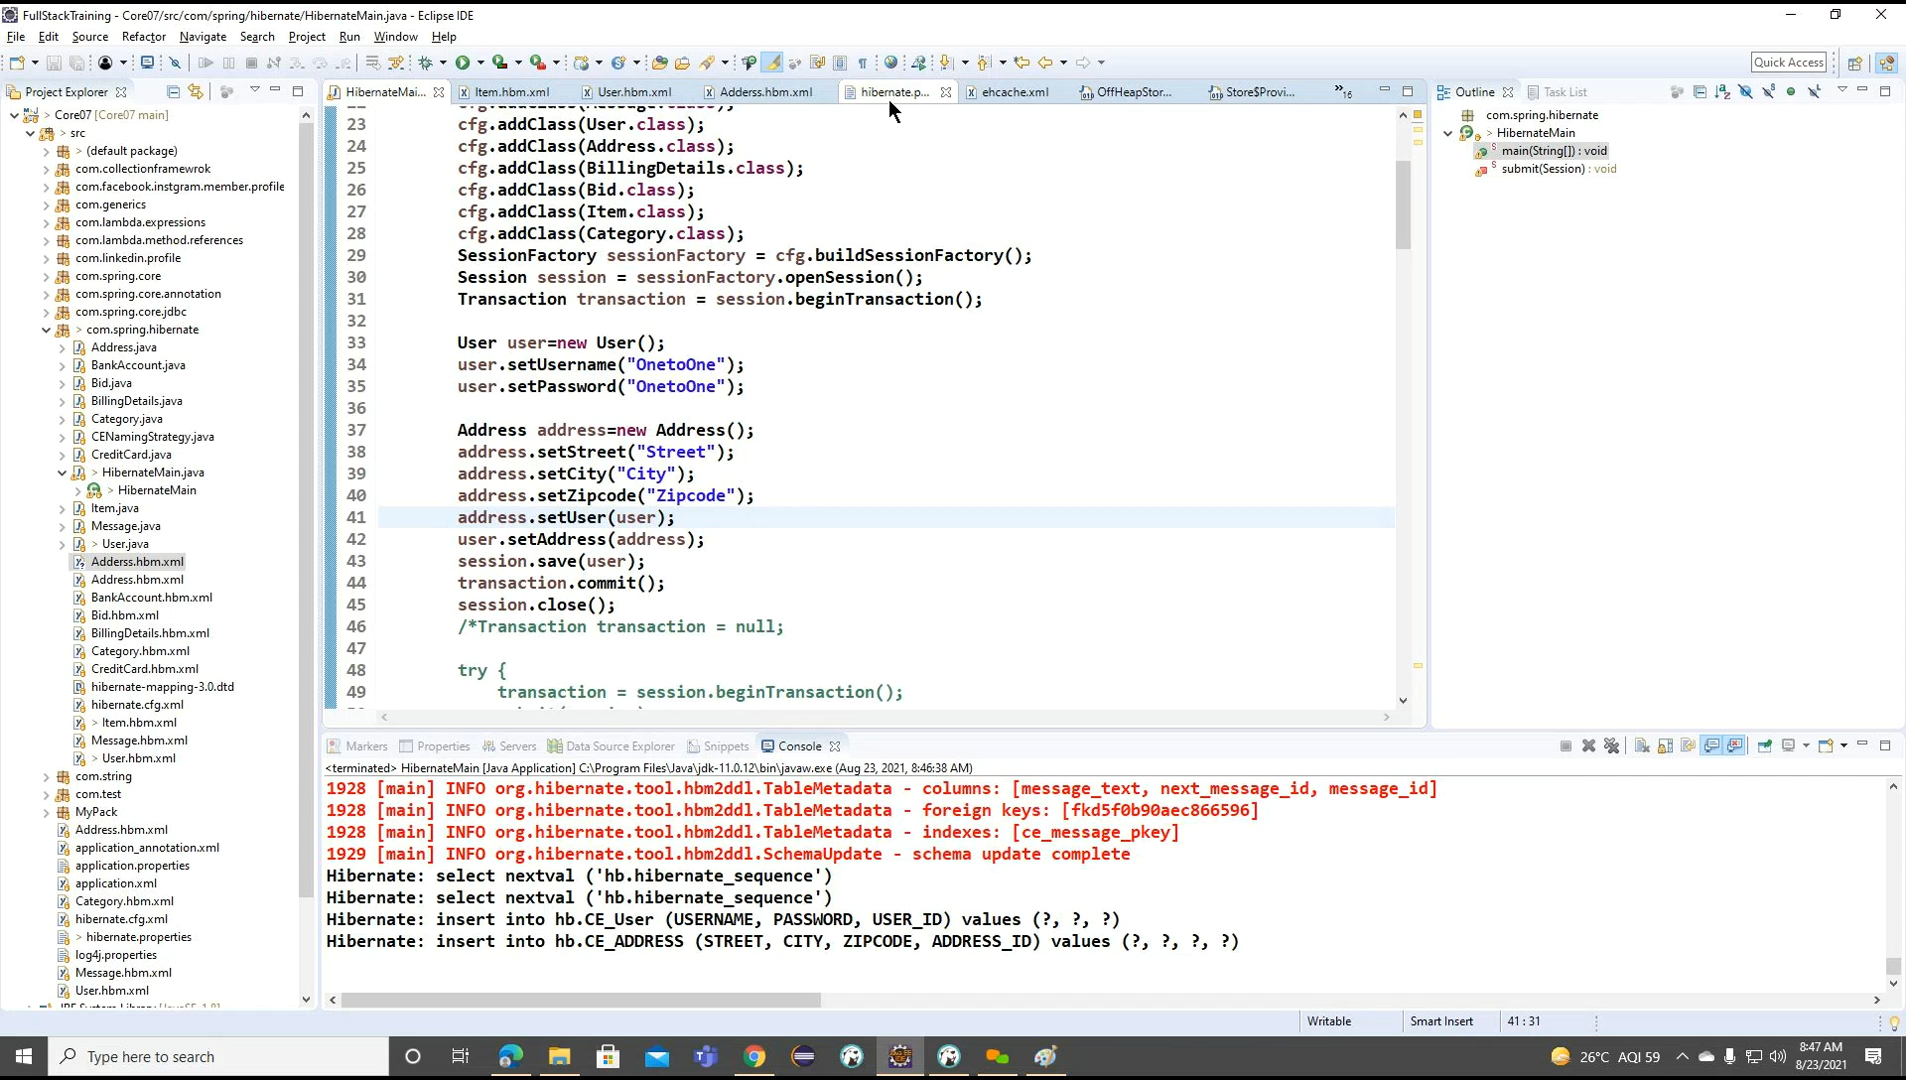 FullStackTraining - Core07/src/com/spring/hibernate/HibernateMain.java - Eclipse IDE
File Edit Source Refactor Navigate Search Project Run Window Help
Quick Access
Project Explorer
HibernateMai... Item.hbm.xml User.hbm.xml Adderss.hbm.xml hibernate.p... ehcache.xml OffHeapStor... Store$Provi... »16
Outline Task List
Core07 [Core07 main]
> src
> (default package)
com.collectionframewrok
com.facebook.instgram.member.profile
com.generics
com.lambda.expressions
com.lambda.method.references
com.linkedin.profile
com.spring.core
com.spring.core.annotation
com.spring.core.jdbc
> com.spring.hibernate
Address.java
BankAccount.java
Bid.java
BillingDetails.java
Category.java
CENamingStrategy.java
CreditCard.java
> HibernateMain.java
> HibernateMain
Item.java
Message.java
> User.java
Adderss.hbm.xml
Address.hbm.xml
BankAccount.hbm.xml
Bid.hbm.xml
BillingDetails.hbm.xml
Category.hbm.xml
CreditCard.hbm.xml
hibernate-mapping-3.0.dtd
hibernate.cfg.xml
> Item.hbm.xml
Message.hbm.xml
> User.hbm.xml
com.string
com.test
MyPack
Address.hbm.xml
application_annotation.xml
application.properties
application.xml
Category.hbm.xml
hibernate.cfg.xml
> hibernate.properties
log4j.properties
Message.hbm.xml
User.hbm.xml
23 cfg.addClass(User.class);
24 cfg.addClass(Address.class);
25 cfg.addClass(BillingDetails.class);
26 cfg.addClass(Bid.class);
27 cfg.addClass(Item.class);
28 cfg.addClass(Category.class);
29 SessionFactory sessionFactory = cfg.buildSessionFactory();
30 Session session = sessionFactory.openSession();
31 Transaction transaction = session.beginTransaction();
32
33 User user=new User();
34 user.setUsername("OnetoOne");
35 user.setPassword("OnetoOne");
36
37 Address address=new Address();
38 address.setStreet("Street");
39 address.setCity("City");
40 address.setZipcode("Zipcode");
41 address.setUser(user);
42 user.setAddress(address);
43 session.save(user);
44 transaction.commit();
45 session.close();
46 /*Transaction transaction = null;
47
48 try {
49 transaction = session.beginTransaction();
com.spring.hibernate
> HibernateMain
main(String[]) : void
submit(Session) : void
Markers Properties Servers Data Source Explorer Snippets Console
<terminated> HibernateMain [Java Application] C:\Program Files\Java\jdk-11.0.12\bin\javaw.exe (Aug 23, 2021, 8:46:38 AM)
1928 [main] INFO org.hibernate.tool.hbm2ddl.TableMetadata - columns: [message_text, next_message_id, message_id]
1928 [main] INFO org.hibernate.tool.hbm2ddl.TableMetadata - foreign keys: [fkd5f0b90aec866596]
1928 [main] INFO org.hibernate.tool.hbm2ddl.TableMetadata - indexes: [ce_message_pkey]
1929 [main] INFO org.hibernate.tool.hbm2ddl.SchemaUpdate - schema update complete
Hibernate: select nextval ('hb.hibernate_sequence')
Hibernate: select nextval ('hb.hibernate_sequence')
Hibernate: insert into hb.CE_User (USERNAME, PASSWORD, USER_ID) values (?, ?, ?)
Hibernate: insert into hb.CE_ADDRESS (STREET, CITY, ZIPCODE, ADDRESS_ID) values (?, ?, ?, ?)
Writable Smart Insert 41 : 31
Type here to search
26°C AQI 59
8:47 AM
8/23/2021